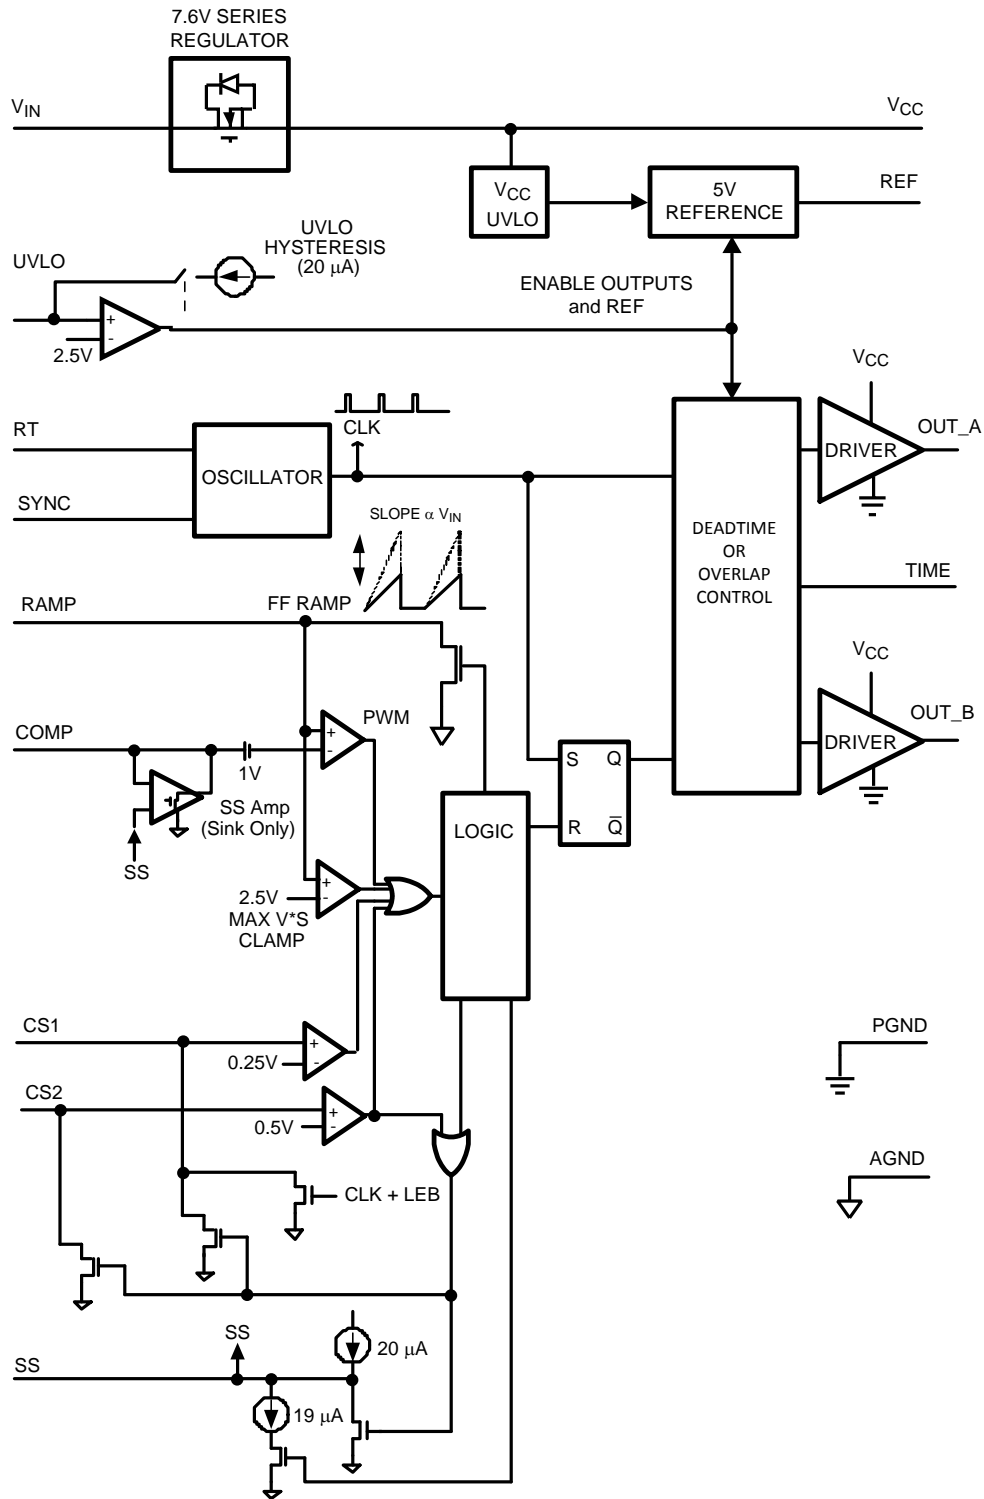 7.6V SERIES
REGULATOR
VIN
VCC
VCC
UVLO
5V
REFERENCE
REF
UVLO
HYSTERESIS
(20 µA)
UVLO
ENABLE OUTPUTS
and REF
+
-
2.5V
VCC
RT
CLK
DRIVER
OUT_A
OSCILLATOR
SYNC
SLOPE α VIN
DEADTIME
OR
OVERLAP
CONTROL
TIME
RAMP
FF RAMP
VCC
PWM
COMP
+
-
OUT_B
DRIVER
1V
S Q
SS Amp
(Sink Only)
R Q̅
LOGIC
SS
+
-
2.5V
MAX V*S
CLAMP
CS1
+
-
0.25V
PGND
CS2
+
-
0.5V
AGND
CLK + LEB
SS
20 µA
SS
19 µA